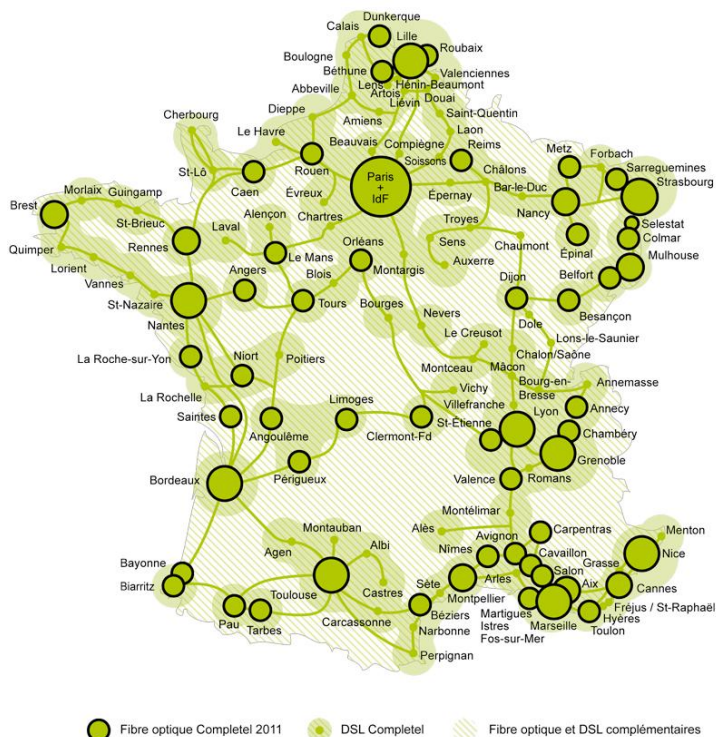 Dunkerque
Calais
Lille
Roubaix
Boulogne
Béthune
Valenciennes
Lens
Hénin-Beaumont
Artois
Douai
Abbeville
Liévin
Saint-Quentin
Dieppe
Cherbourg
Amiens
Laon
Le Havre
Beauvais
Compiègne
Reims
Metz
Forbach
Rouen
Soissons
Sarreguemines
St-Lô
Châlons
Strasbourg
Caen
Paris
+
IdF
Bar-le-Duc
Morlaix
Guingamp
Évreux
Épernay
Nancy
Brest
Alençon
Chartres
Troyes
Selestat
St-Brieuc
Laval
Colmar
Rennes
Orléans
Sens
Chaumont
Épinal
Quimper
Le Mans
Mulhouse
Lorient
Angers
Blois
Montargis
Auxerre
Belfort
Vannes
Dijon
St-Nazaire
Tours
Bourges
Besançon
Nantes
Nevers
Dole
Le Creusot
Lons-le-Saunier
La Roche-sur-Yon
Niort
Poitiers
Chalon/Saône
Montceau
Mâcon
Bourg-en-
Bresse
Annemasse
La Rochelle
Limoges
Vichy
Villefranche
Annecy
Saintes
Lyon
St-Étienne
Chambéry
Angoulême
Clermont-Fd
Grenoble
Bordeaux
Périgueux
Valence
Romans
Montélimar
Montauban
Alès
Avignon
Carpentras
Menton
Agen
Albi
Nîmes
Cavaillon
Grasse
Nice
Bayonne
Salon
Biarritz
Sète
Arles
Aix
Toulouse
Castres
Montpellier
Cannes
Béziers
Martigues
Fréjus / St-Raphaël
Pau
Carcassonne
Istres
Marseille
Hyères
Tarbes
Narbonne
Fos-sur-Mer
Toulon
Perpignan
Fibre optique Completel 2011
DSL Completel
Fibre optique et DSL complémentaires